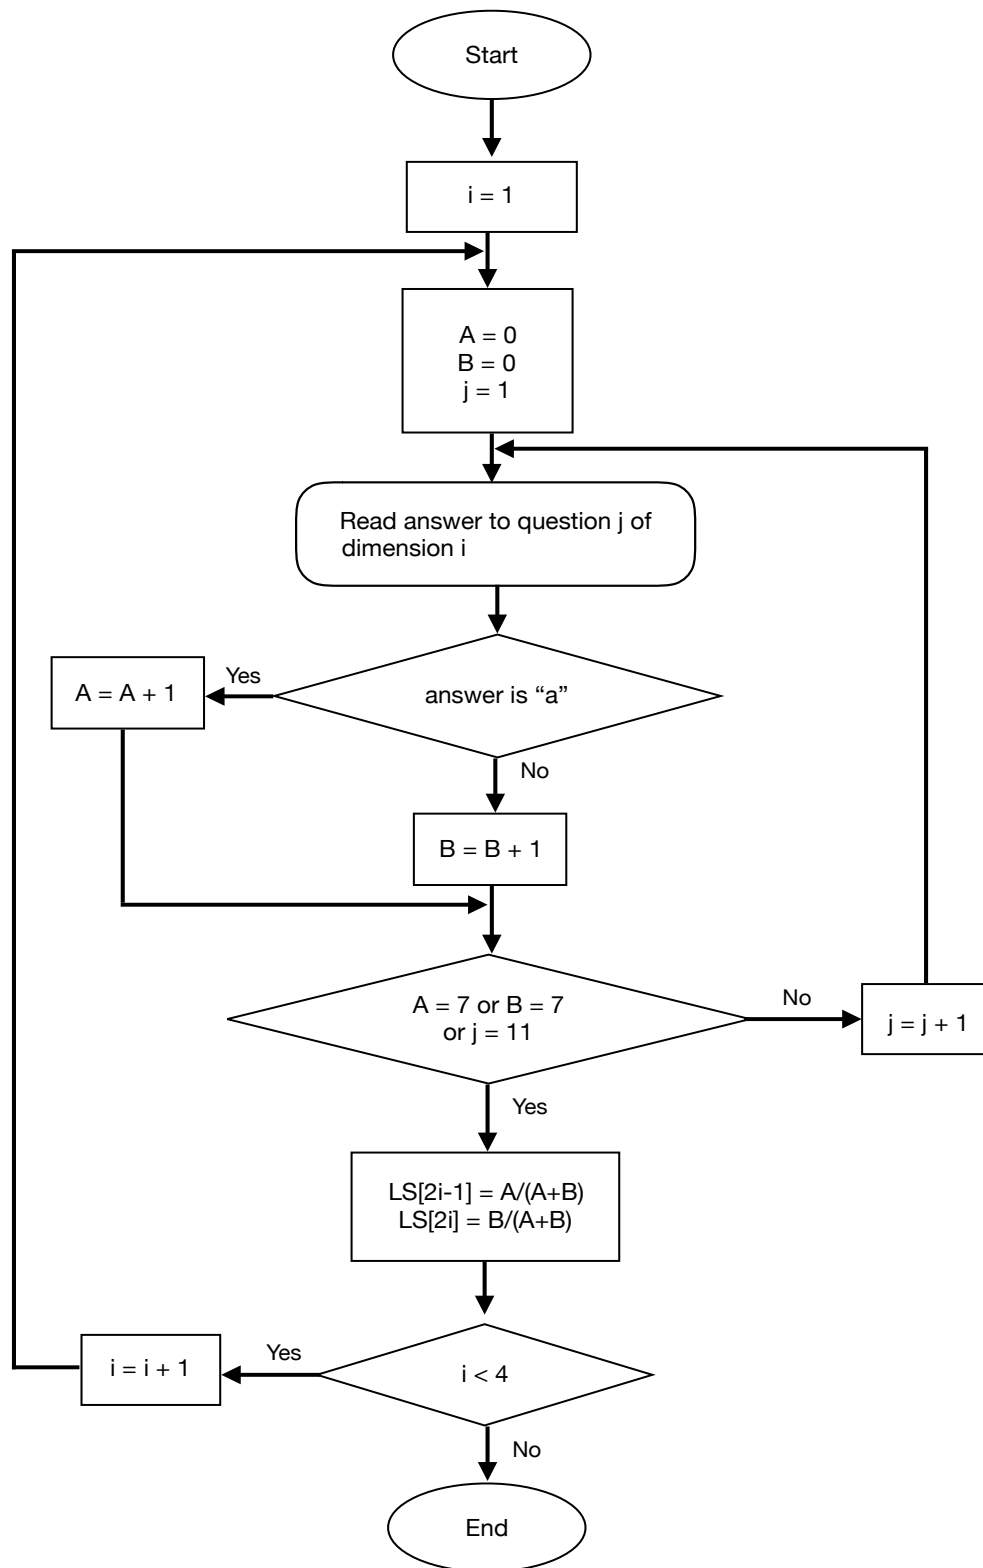 Start
i = 1
A = 0
B = 0
j = 1
Read answer to question j of
dimension i
answer is “a”
Yes
A = A + 1
No
B = B + 1
A = 7 or B = 7
or j = 11
No
j = j + 1
Yes
LS[2i-1] = A/(A+B)
LS[2i] = B/(A+B)
i < 4
Yes
i = i + 1
No
End